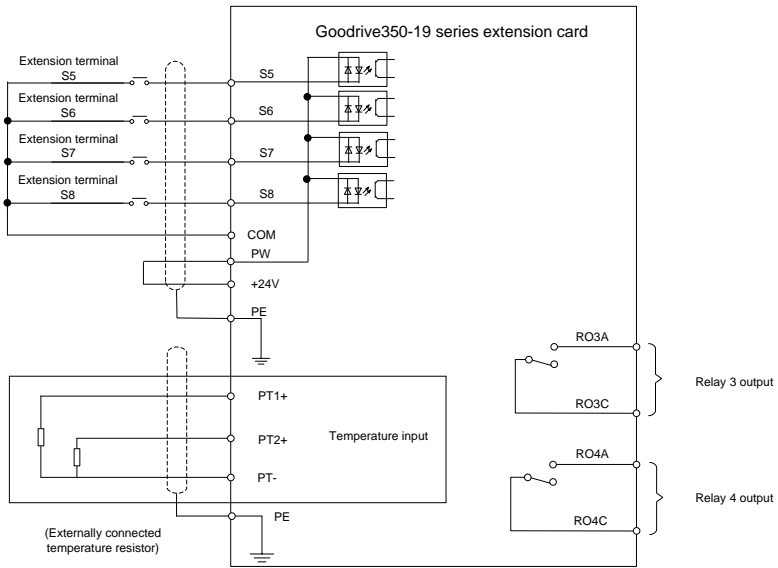 Goodrive350-19 series extension card
Extension terminal
S5
S5
Extension terminal
S6
S6
Extension terminal
S7
S7
Extension terminal
S8
S8
COM
PW
+24V
PE
RO3A
Relay 3 output
RO3C
PT1+
PT2+
Temperature input
PT-
RO4A
Relay 4 output
RO4C
PE
(Externally connected
temperature resistor)